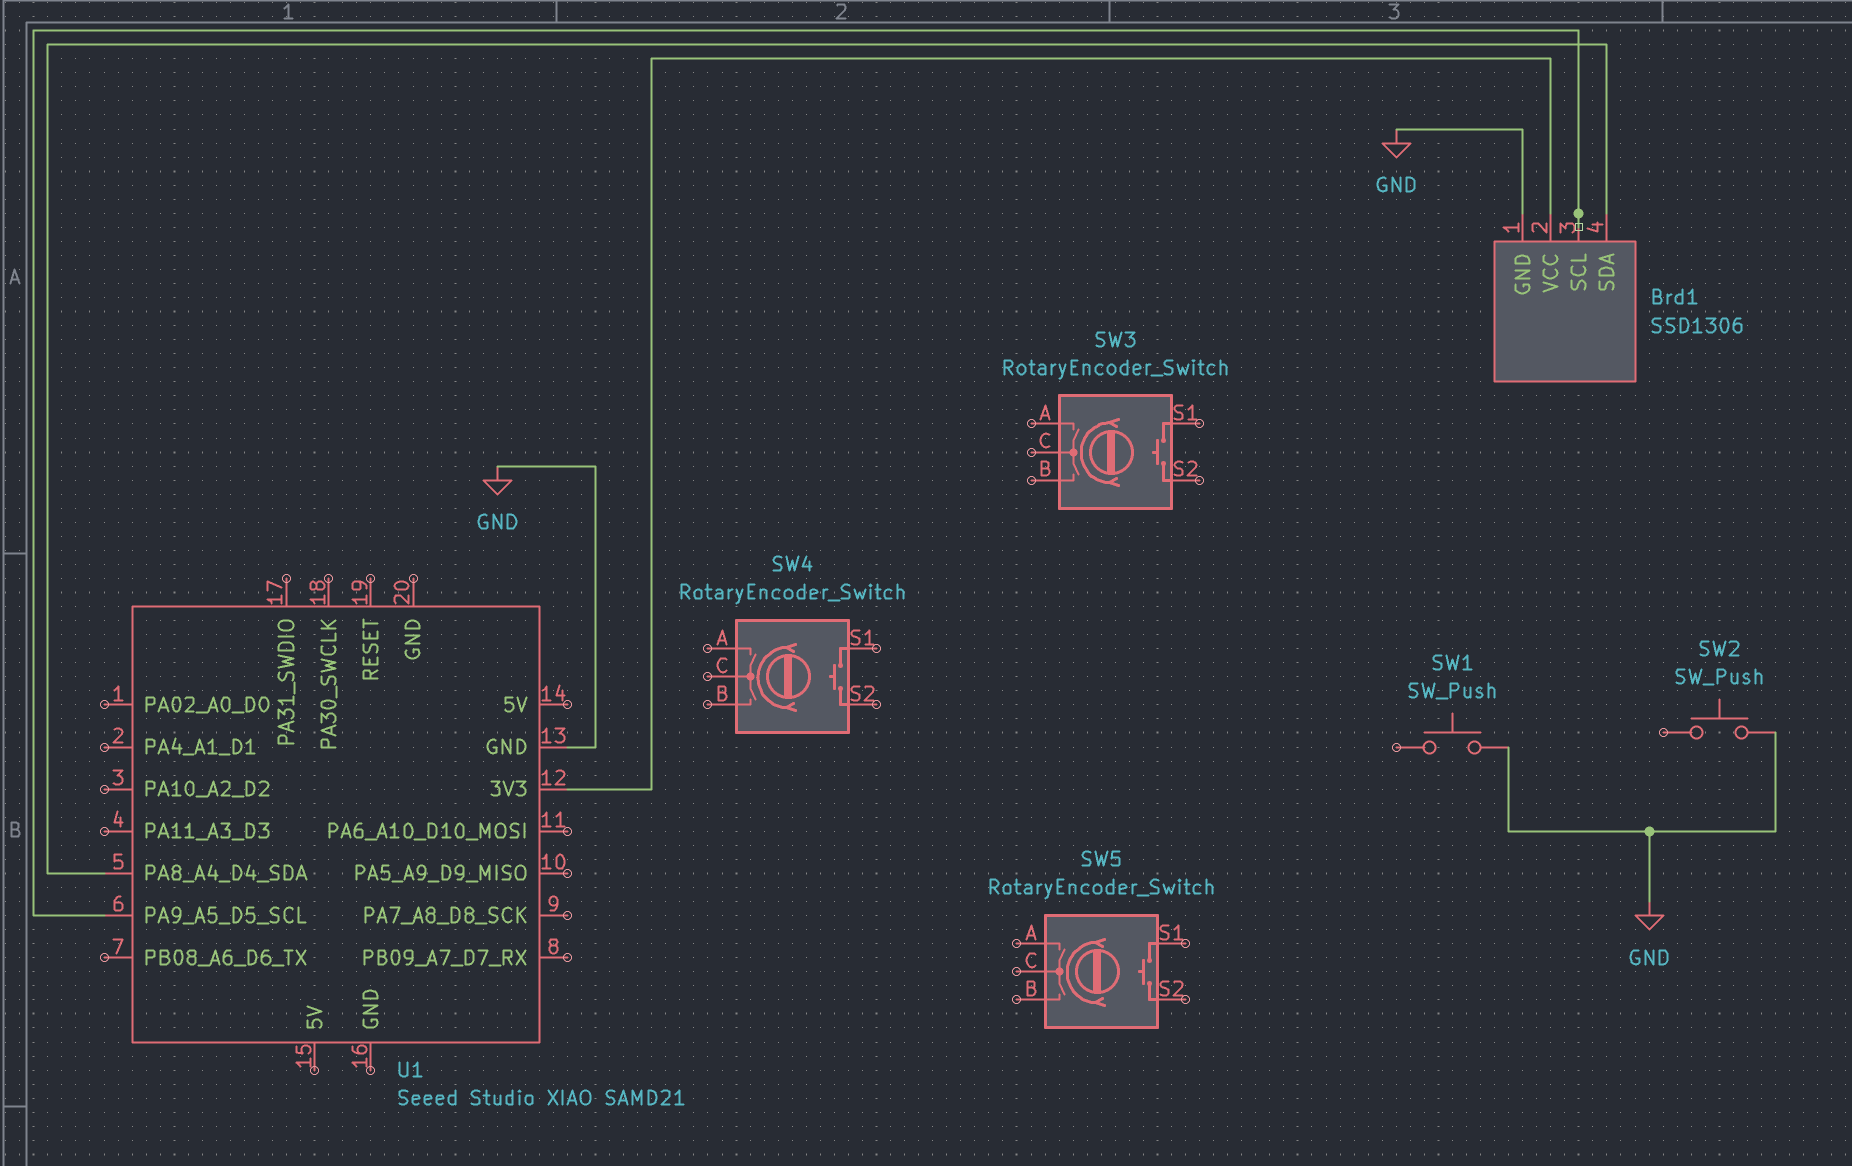 1
2
3
A
B
GND
1
2
3
4
GND
VCC
SCL
SDA
Brd1
SSD1306
SW3
RotaryEncoder_Switch
A
C
B
S1
S2
GND
SW4
RotaryEncoder_Switch
A
C
B
S1
S2
17
18
19
20
PA31_SWDIO
PA30_SWCLK
RESET
GND
1
PA02_A0_D0
2
PA4_A1_D1
3
PA10_A2_D2
4
PA11_A3_D3
5
PA8_A4_D4_SDA
6
PA9_A5_D5_SCL
7
PB08_A6_D6_TX
5V
14
GND
13
3V3
12
PA6_A10_D10_MOSI
11
PA5_A9_D9_MISO
10
PA7_A8_D8_SCK
9
PB09_A7_D7_RX
8
5V
GND
15
16
U1
Seeed Studio XIAO SAMD21
SW1
SW_Push
SW2
SW_Push
GND
SW5
RotaryEncoder_Switch
A
C
B
S1
S2